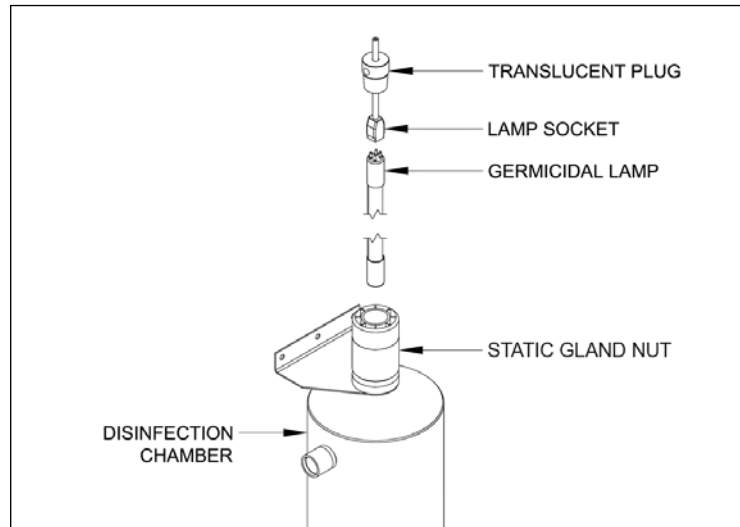 TRANSLUCENT PLUG
LAMP SOCKET
GERMICIDAL LAMP
STATIC GLAND NUT
DISINFECTION
CHAMBER